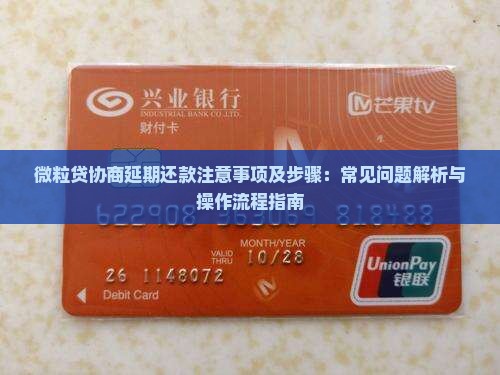 兴业银行
INDUSTRIAL BANK CO.,LTD.
财付卡
芒果tv
微粒贷协商延期还款注意事项及步骤：常见问题解析与
操作流程指南
VALID
THRU
MONTH/YEAR
10/28
26 1148072
Debit Card
UnionPay
银联